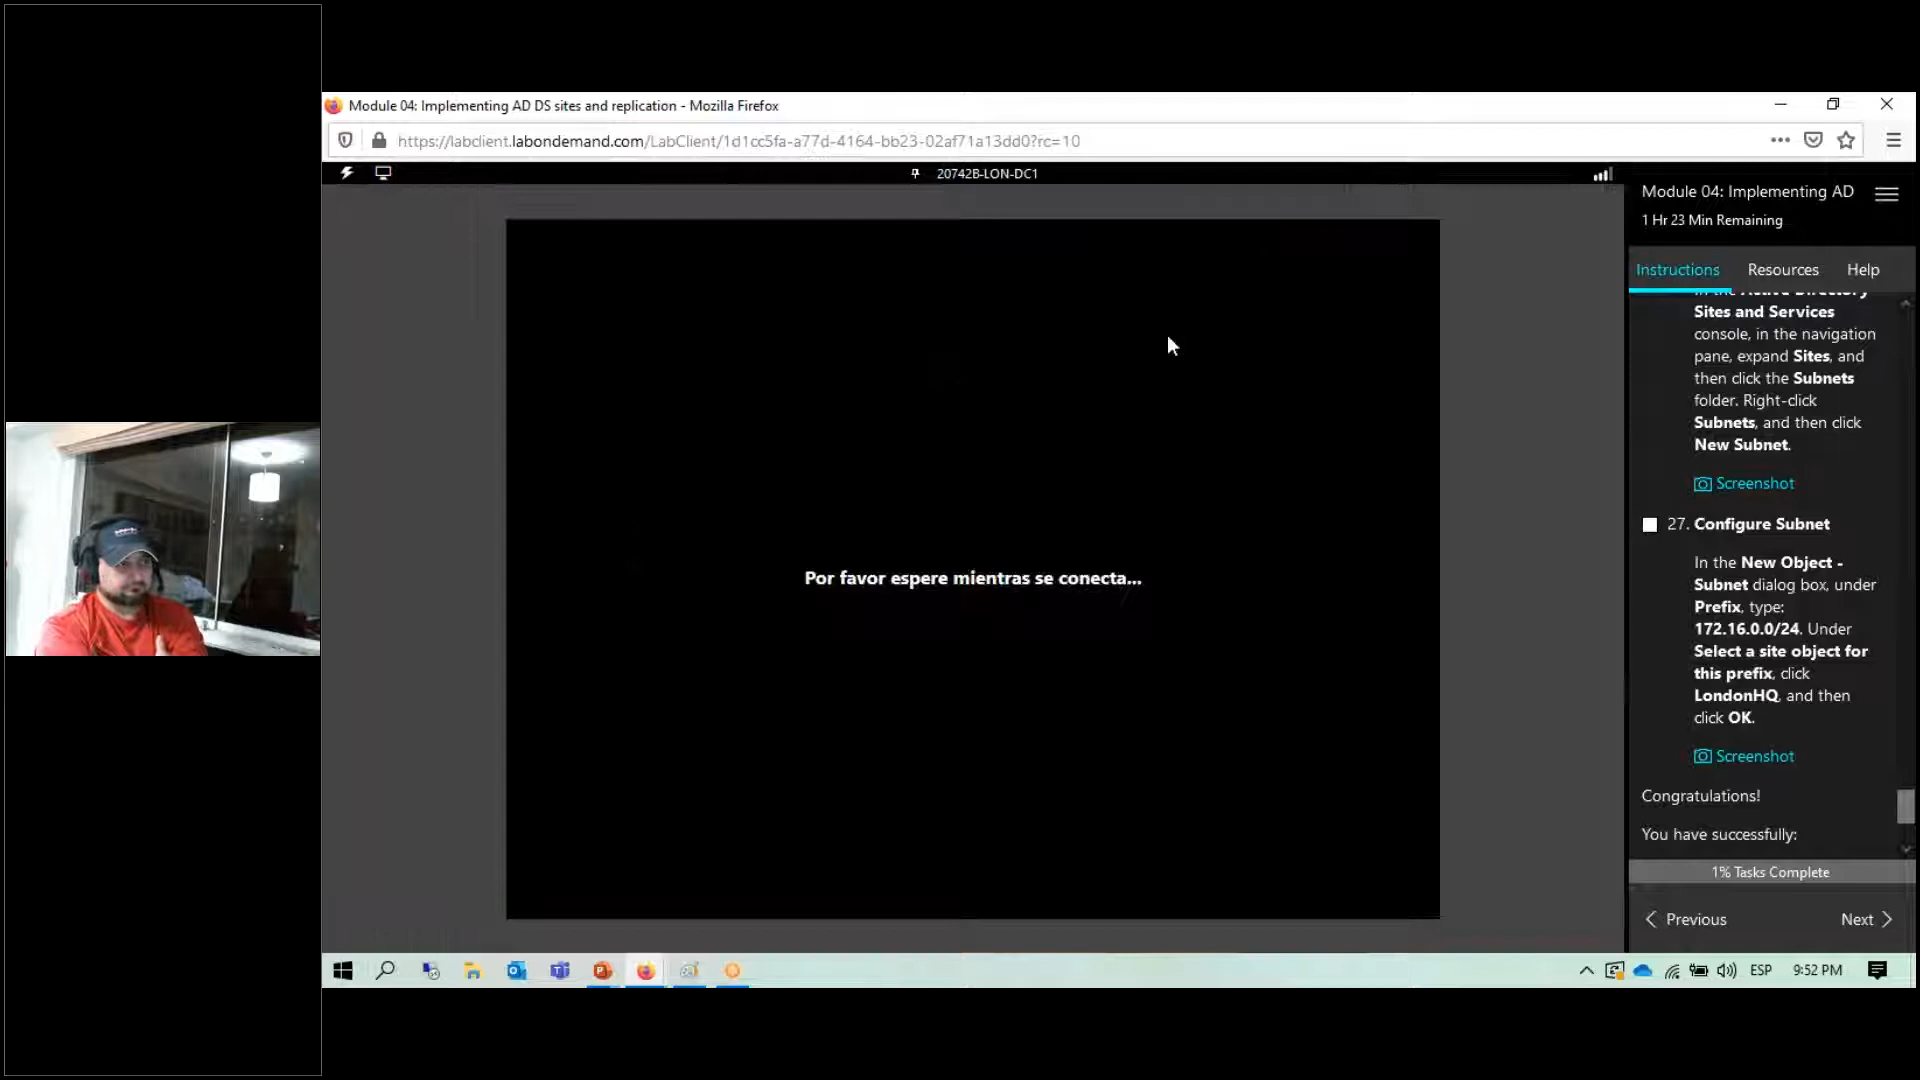 Module 04: Implementing AD DS sites and replication - Mozilla Firefox
https://labclient.labondemand.com/LabClient/1d1cc5fa-a77d-4164-bb23-02af71a13dd0?rc=10
20742B-LON-DC1
Module 04: Implementing AD
1 Hr 23 Min Remaining
Instructions Resources Help
In the Active Directory
Sites and Services
console, in the navigation
pane, expand Sites, and
then click the Subnets
folder. Right-click
Subnets, and then click
New Subnet.
Screenshot
27. Configure Subnet
In the New Object -
Subnet dialog box, under
Prefix, type:
172.16.0.0/24. Under
Select a site object for
this prefix, click
LondonHQ, and then
click OK.
Screenshot
Congratulations!
You have successfully:
1% Tasks Complete
Previous Next
Por favor espere mientras se conecta...
ESP 9:52 PM